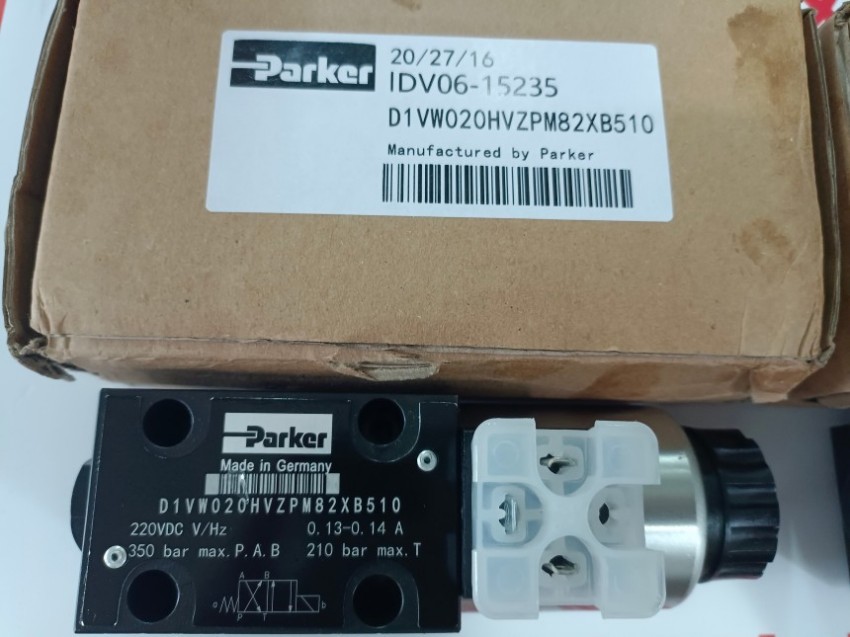 Parker
20/27/16
IDV06-15235
D1VW020HVZPM82XB510
Manufactured by Parker
Parker
Made in Germany
D1VW020HVZPM82XB510
220VDC V/Hz 0.13-0.14 A
350 bar max.P.A.B 210 bar max.T
A B
a b
P T